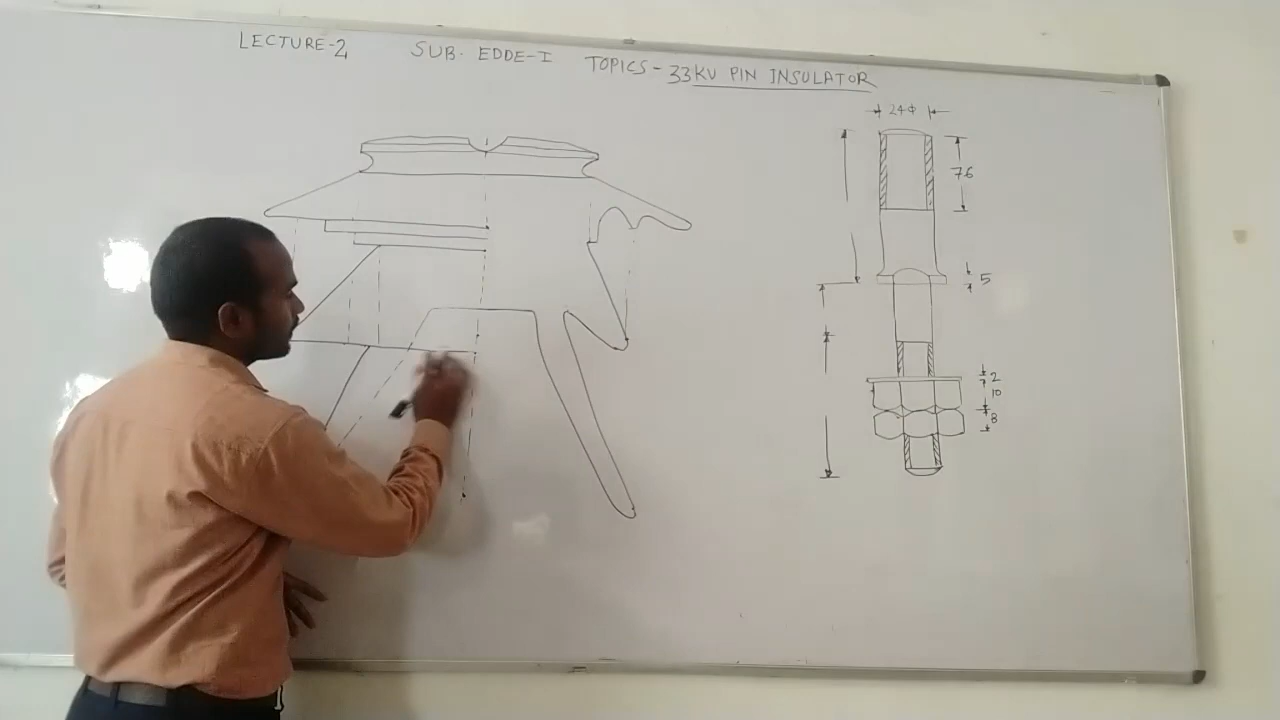 LECTURE-2 SUB. EDDE-I TOPICS-33KV PIN INSULATOR
24Φ
76
5
2
10
8